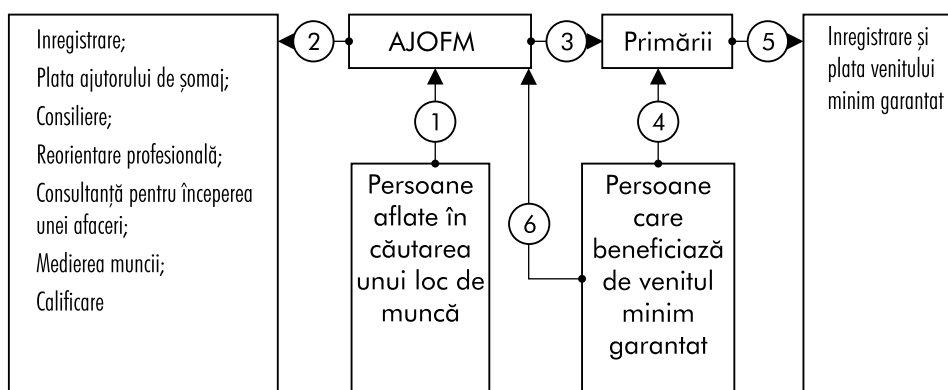 Inregistrare;
Plata ajutorului de șomaj;
Consiliere;
Reorientare profesională;
Consultanță pentru începerea
unei afaceri;
Medierea muncii;
Calificare
2
AJOFM
3
Primării
5
Inregistrare și
plata venitului
minim garantat
1
4
6
Persoane
aflate în
căutarea
unui loc de
muncă
Persoane
care
beneficiază
de venitul
minim
garantat